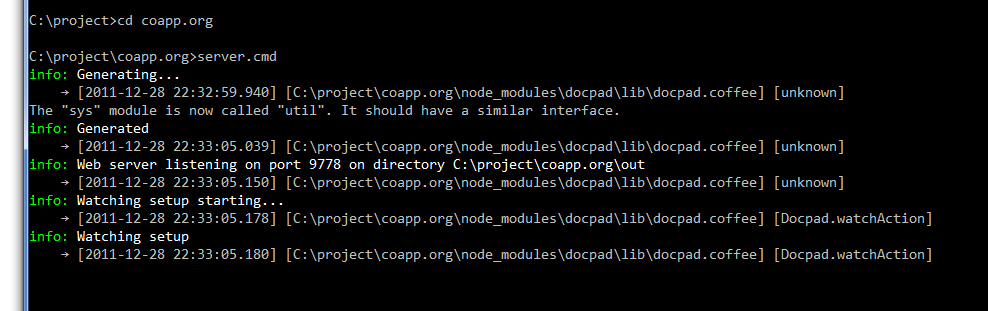 C:\project>cd coapp.org
C:\project\coapp.org>server.cmd
info: Generating...
→ [2011-12-28 22:32:59.940] [C:\project\coapp.org\node_modules\docpad\lib\docpad.coffee] [unknown]
The "sys" module is now called "util". It should have a similar interface.
info: Generated
→ [2011-12-28 22:33:05.039] [C:\project\coapp.org\node_modules\docpad\lib\docpad.coffee] [unknown]
info: Web server listening on port 9778 on directory C:\project\coapp.org\out
→ [2011-12-28 22:33:05.150] [C:\project\coapp.org\node_modules\docpad\lib\docpad.coffee] [unknown]
info: Watching setup starting...
→ [2011-12-28 22:33:05.178] [C:\project\coapp.org\node_modules\docpad\lib\docpad.coffee] [Docpad.watchAction]
info: Watching setup
→ [2011-12-28 22:33:05.180] [C:\project\coapp.org\node_modules\docpad\lib\docpad.coffee] [Docpad.watchAction]